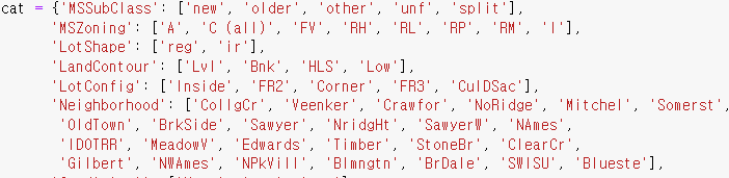 cat = {'MSSubClass': ['new', 'older', 'other', 'unf', 'split'],
'MSZoning': ['A', 'C (all)', 'FV', 'RH', 'RL', 'RP', 'RM', 'I'],
'LotShape': ['reg', 'ir'],
'LandContour': ['Lvl', 'Bnk', 'HLS', 'Low'],
'LotConfig': ['Inside', 'FR2', 'Corner', 'FR3', 'CulDSac'],
'Neighborhood': ['CollgCr', 'Veenker', 'Crawfor', 'NoRidge', 'Mitchel', 'Somerst',
'OldTown', 'BrkSide', 'Sawyer', 'NridgHt', 'SawyerW', 'NAmes',
'IDOTRR', 'MeadowV', 'Edwards', 'Timber', 'StoneBr', 'ClearCr',
'Gilbert', 'NWAmes', 'NPkVill', 'Blmngtn', 'BrDale', 'SWISU', 'Blueste'],